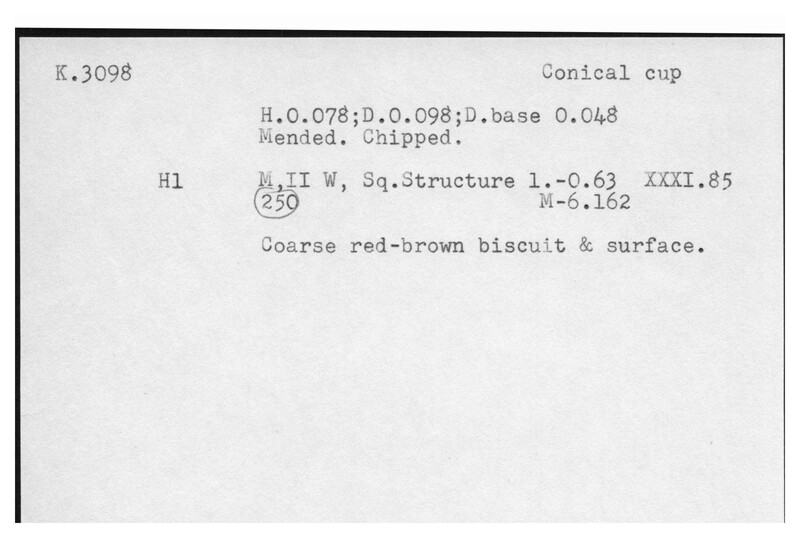 K.3098 Conical cup
H.0.078;D.0.098;D.base 0.048
Mended. Chipped.
H1 M,II W, Sq.Structure 1.-0.63 XXXI.85
250 M-6.162
Coarse red-brown biscuit & surface.